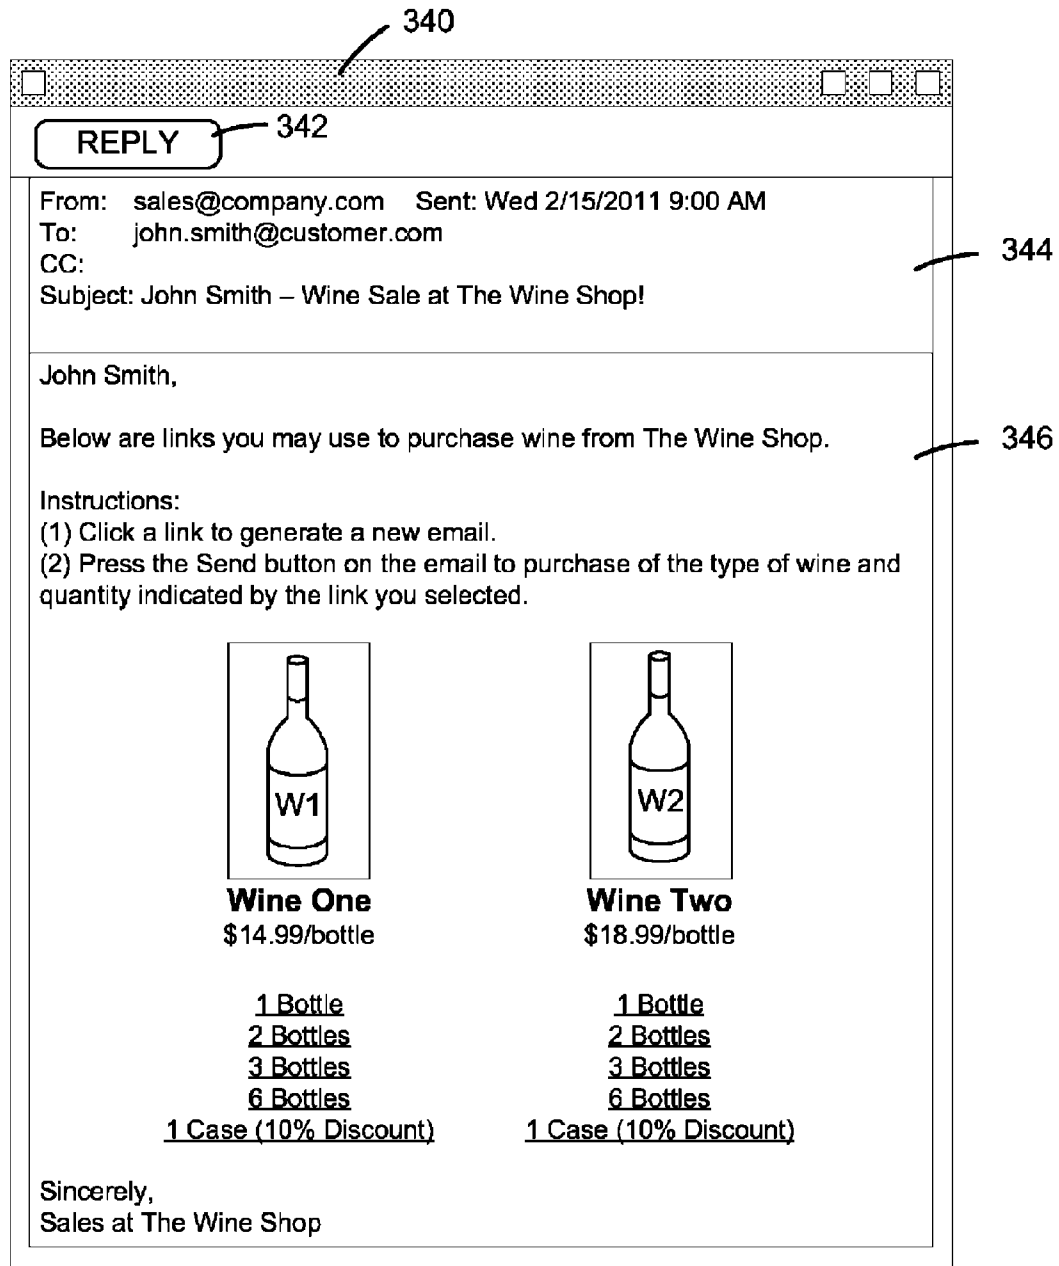 340
REPLY
342
From: sales@company.com Sent: Wed 2/15/2011 9:00 AM
To: john.smith@customer.com
CC:
344
Subject: John Smith – Wine Sale at The Wine Shop!
John Smith,
Below are links you may use to purchase wine from The Wine Shop.
346
Instructions:
(1) Click a link to generate a new email.
(2) Press the Send button on the email to purchase of the type of wine and
quantity indicated by the link you selected.
W1 W2
Wine One Wine Two
$14.99/bottle $18.99/bottle
1 Bottle 1 Bottle
2 Bottles 2 Bottles
3 Bottles 3 Bottles
6 Bottles 6 Bottles
1 Case (10% Discount) 1 Case (10% Discount)
Sincerely,
Sales at The Wine Shop